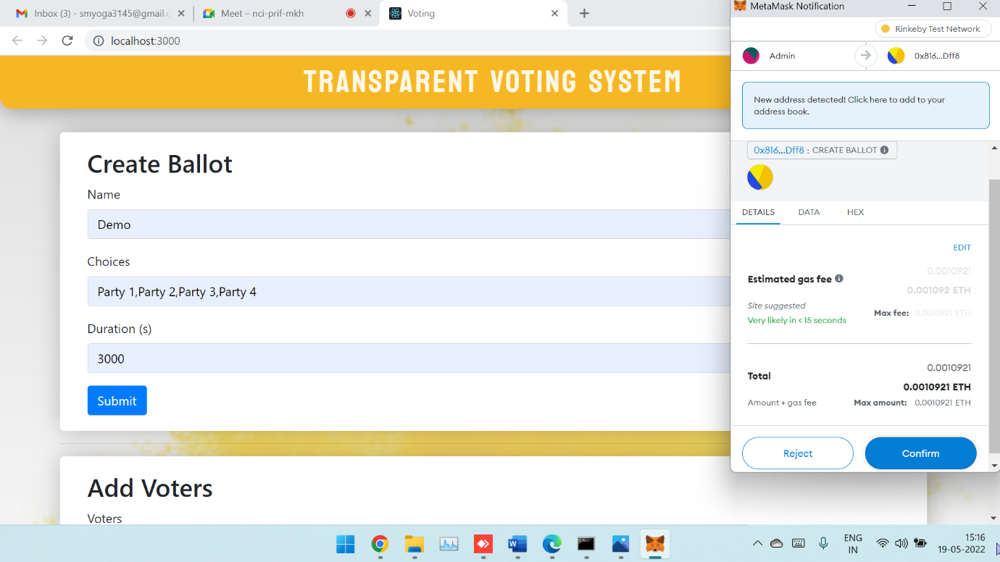 Inbox (3) - smyoga3145@gmail.c
Meet – nci-prif-mkh
Voting
localhost:3000
TRANSPARENT VOTING SYSTEM
Create Ballot
Name
Demo
Choices
Party 1,Party 2,Party 3,Party 4
Duration (s)
3000
Submit
Add Voters
Voters
MetaMask Notification
Rinkeby Test Network
Admin
0x816...Dff8
New address detected! Click here to add to your
address book.
0x816...Dff8 : CREATE BALLOT
DETAILS DATA HEX
EDIT
0.0010921
Estimated gas fee
0.001092 ETH
Site suggested
Very likely in < 15 seconds
Max fee: 0.0010921 ETH
0.0010921
Total
0.0010921 ETH
Amount + gas fee
Max amount: 0.0010921 ETH
Reject
Confirm
ENG
IN
15:16
19-05-2022